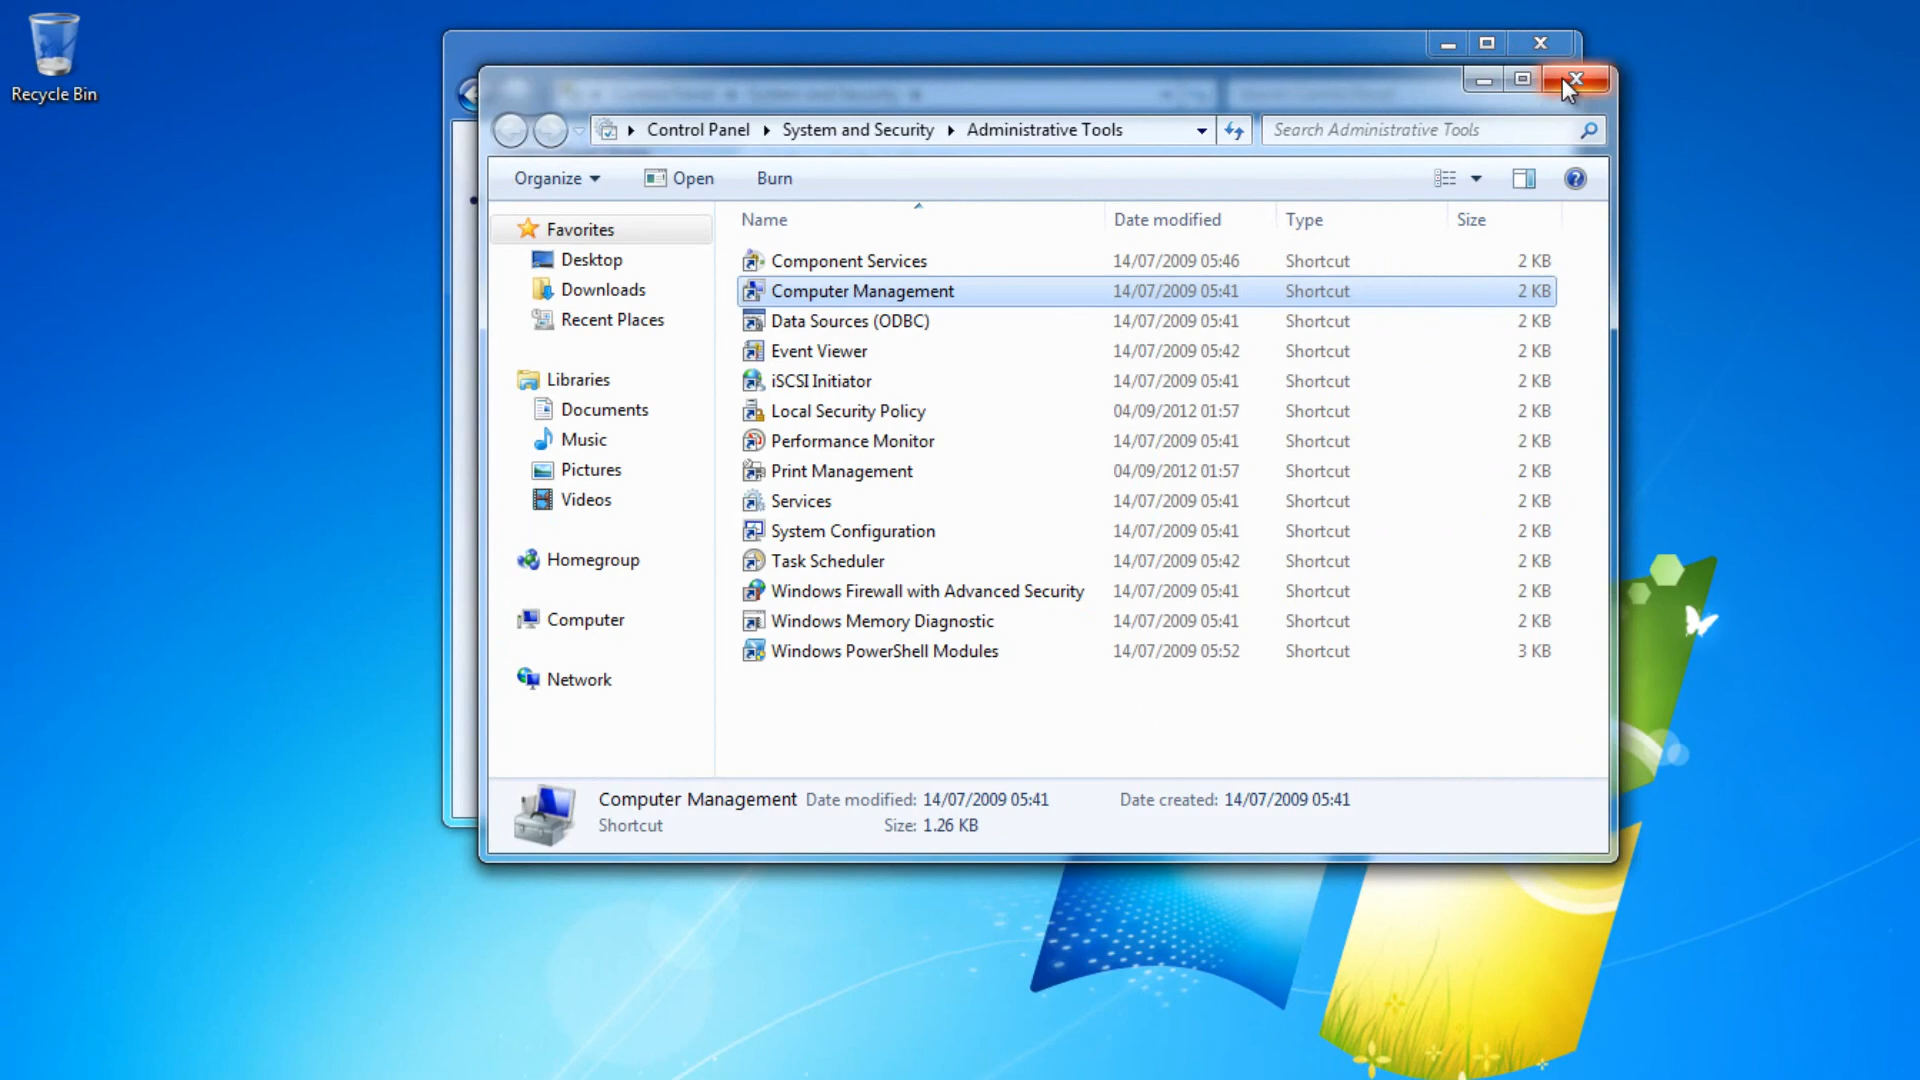 Recycle Bin
Control Panel System and Security Administrative Tools
Search Administrative Tools
Organize Open Burn
Name Date modified Type Size
Favorites
Desktop
Downloads
Recent Places
Libraries
Documents
Music
Pictures
Videos
Homegroup
Computer
Network
Component Services 14/07/2009 05:46 Shortcut 2 KB
Computer Management 14/07/2009 05:41 Shortcut 2 KB
Data Sources (ODBC) 14/07/2009 05:41 Shortcut 2 KB
Event Viewer 14/07/2009 05:42 Shortcut 2 KB
iSCSI Initiator 14/07/2009 05:41 Shortcut 2 KB
Local Security Policy 04/09/2012 01:57 Shortcut 2 KB
Performance Monitor 14/07/2009 05:41 Shortcut 2 KB
Print Management 04/09/2012 01:57 Shortcut 2 KB
Services 14/07/2009 05:41 Shortcut 2 KB
System Configuration 14/07/2009 05:41 Shortcut 2 KB
Task Scheduler 14/07/2009 05:42 Shortcut 2 KB
Windows Firewall with Advanced Security 14/07/2009 05:41 Shortcut 2 KB
Windows Memory Diagnostic 14/07/2009 05:41 Shortcut 2 KB
Windows PowerShell Modules 14/07/2009 05:52 Shortcut 3 KB
Computer Management Date modified: 14/07/2009 05:41 Date created: 14/07/2009 05:41
Shortcut Size: 1.26 KB